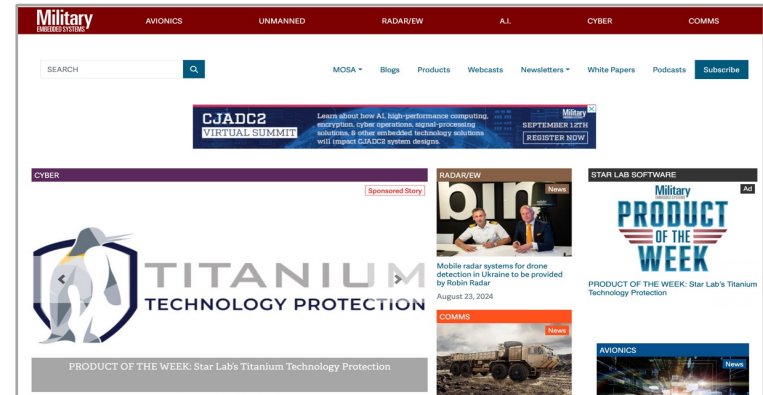 Military
EMBEDDED SYSTEMS
AVIONICS
UNMANNED
RADAR/EW
A.I.
CYBER
COMMS
SEARCH
MOSA
Blogs
Products
Webcasts
Newsletters
White Papers
Podcasts
Subscribe
CJADC2
VIRTUAL SUMMIT
Learn about how AI, high-performance computing,
encryption, cyber operations, signal-processing
solutions, & other embedded technology solutions
will impact CJADC2 system designs.
Military
SEPTEMBER 12TH
REGISTER NOW
CYBER
Sponsored Story
TITANIUM
TECHNOLOGY PROTECTION
PRODUCT OF THE WEEK: Star Lab's Titanium Technology Protection
RADAR/EW
News
bin
Mobile radar systems for drone
detection in Ukraine to be provided
by Robin Radar
August 23, 2024
COMMS
News
STAR LAB SOFTWARE
Ad
Military
EMBEDDED SYSTEMS
PRODUCT
OF THE
WEEK
PRODUCT OF THE WEEK: Star Lab's Titanium
Technology Protection
AVIONICS
News